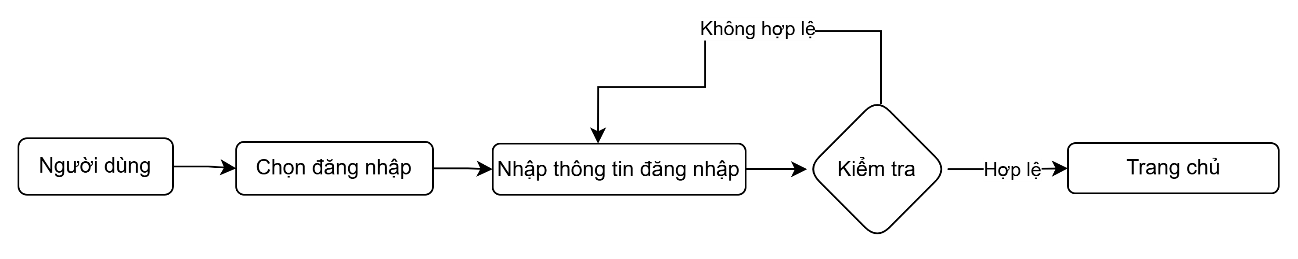 Không hợp lệ
Người dùng
Chọn đăng nhập
Nhập thông tin đăng nhập
Kiểm tra
Hợp lệ
Trang chủ